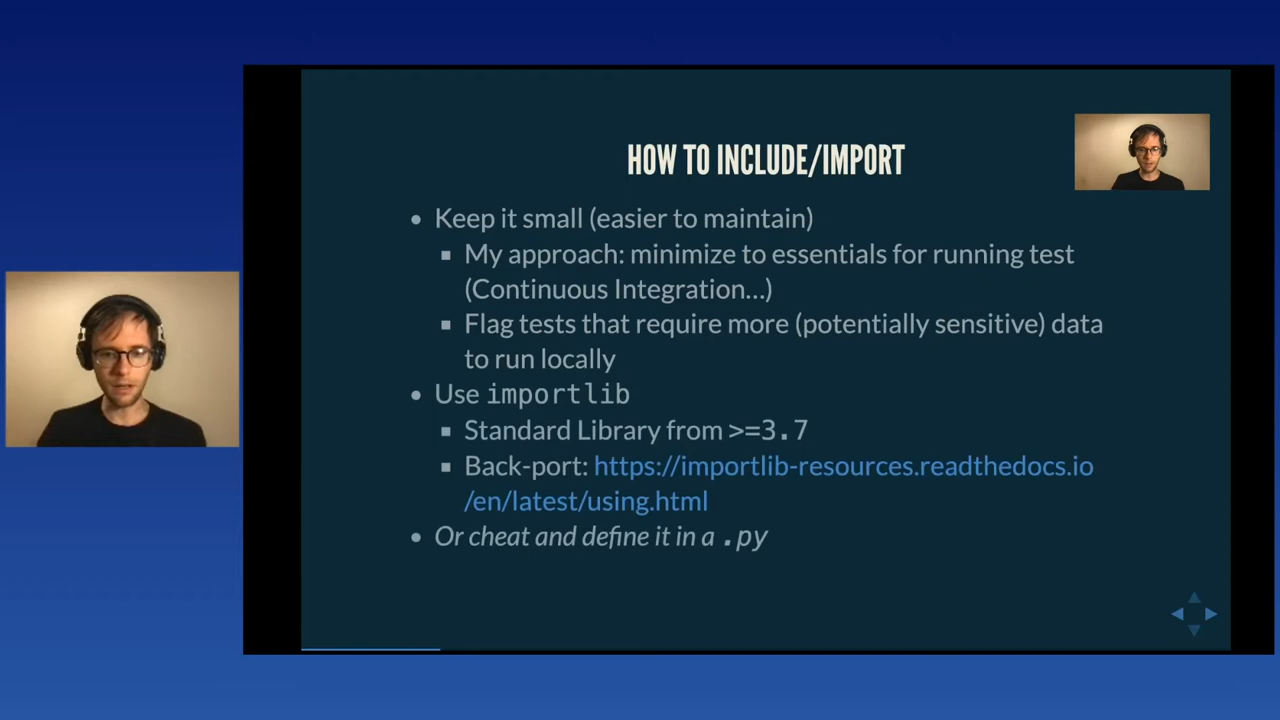 HOW TO INCLUDE/IMPORT
• Keep it small (easier to maintain)
▪ My approach: minimize to essentials for running test
(Continuous Integration...)
▪ Flag tests that require more (potentially sensitive) data
to run locally
• Use importlib
▪ Standard Library from >=3.7
▪ Back-port: https://importlib-resources.readthedocs.io
/en/latest/using.html
• Or cheat and define it in a .py